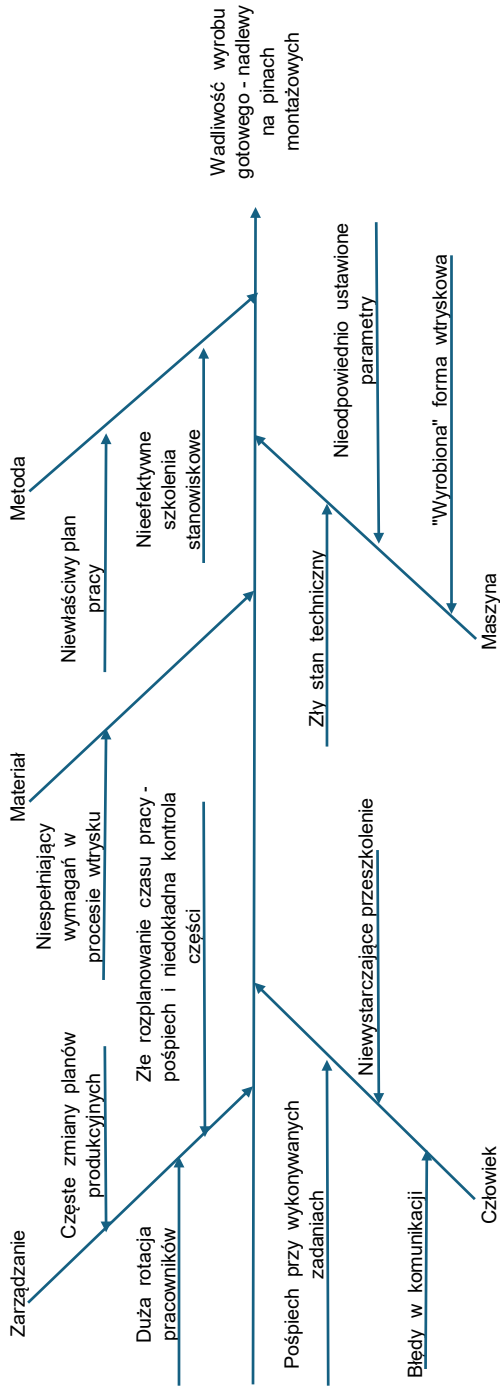 Zarządzanie
Częste zmiany planów
produkcyjnych
Duża rotacja
pracowników
Złe rozplanowanie czasu pracy -
pośpiech i niedokładna kontrola
części
Materiał
Niespełniający
wymagań w
procesie wtrysku
Metoda
Niewłaściwy plan
pracy
Nieefektywne
szkolenia
stanowiskowe
Wadliwość wyrobu
gotowego - nadlewy
na pinach
montażowych
Pośpiech przy wykonywanych
zadaniach
Niewystarczające przeszkolenie
Błędy w komunikacji
Człowiek
Zły stan techniczny
Nieodpowiednio ustawione
parametry
"Wyrobiona" forma wtryskowa
Maszyna